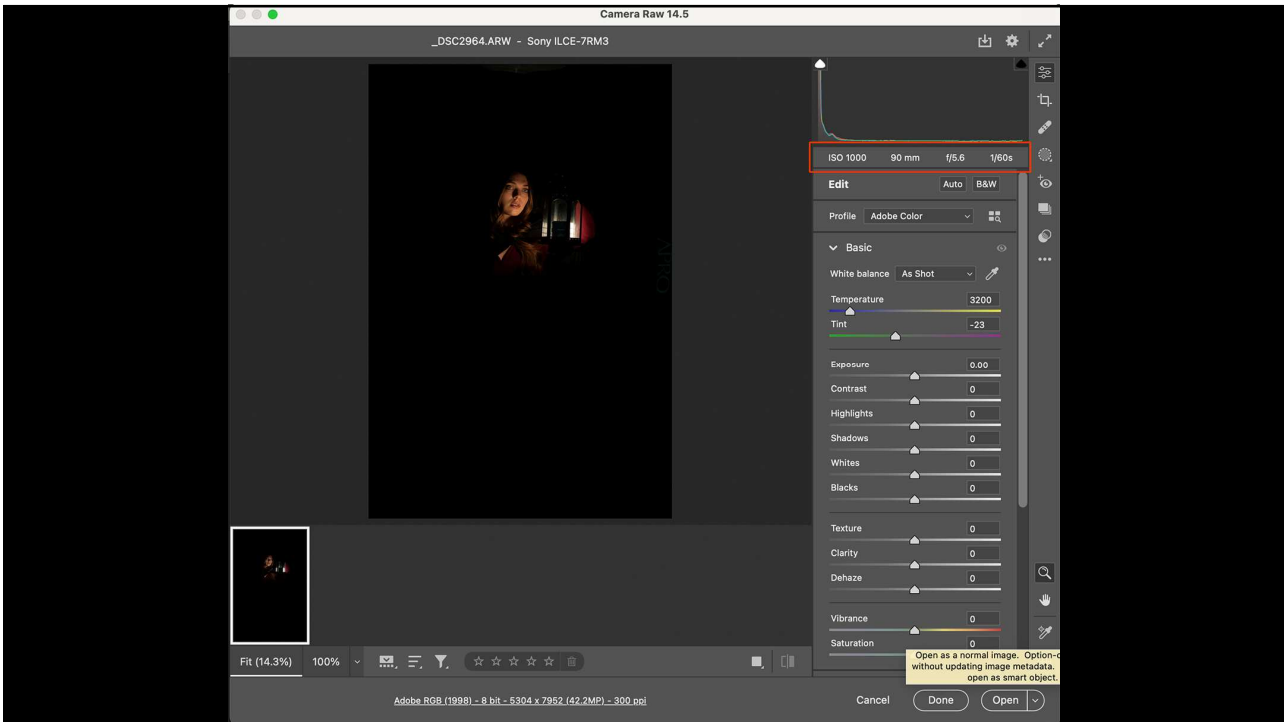 Camera Raw 14.5
_DSC2964.ARW - Sony ILCE-7RM3
ISO 1000 90 mm f/5.6 1/60s
Edit Auto B&W
Profile Adobe Color
Basic
White balance As Shot
Temperature 3200
Tint -23
Exposure 0.00
Contrast 0
Highlights 0
Shadows 0
Whites 0
Blacks 0
Texture 0
Clarity 0
Dehaze 0
Vibrance 0
Saturation 0
Open as a normal image. Option-c
without updating image metadata.
open as smart object.
Fit (14.3%) 100%
Adobe RGB (1998) - 8 bit - 5304 x 7952 (42.2MP) - 300 ppi
Cancel Done Open